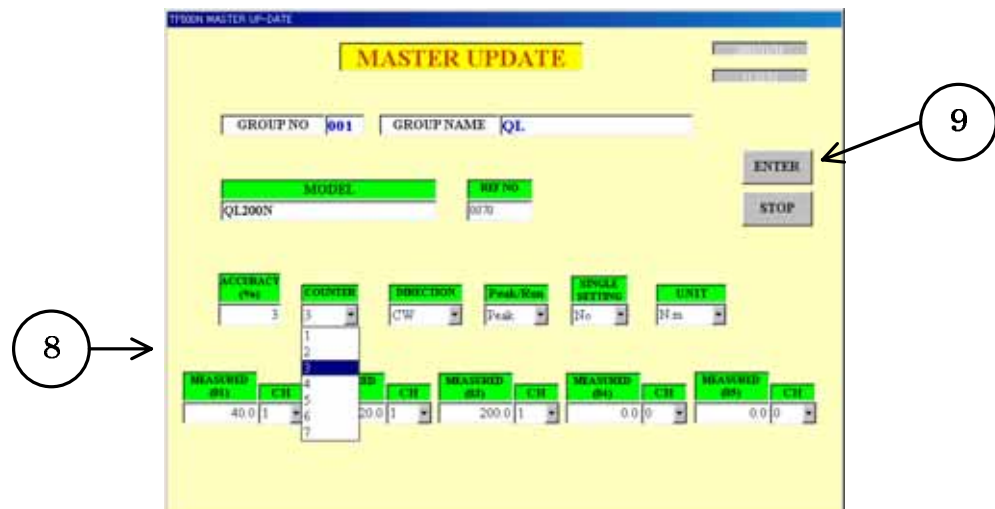 TF500N MASTER UP-DATE
MASTER UPDATE
GROUP NO 001 GROUP NAME QL
9
ENTER
MODEL REF NO
QL200N 0070
STOP
ACCURACY (%) COUNTER DIRECTION Peak/Run SINGLE SETTING UNIT
3 3 CW Peak No N.m
1
2
3
4
5
6
7
8
MEASURED (01) CH CH MEASURED (03) CH MEASURED (04) CH MEASURED (05) CH
40.0 1 20.0 1 200.0 1 0.0 0 0.0 0